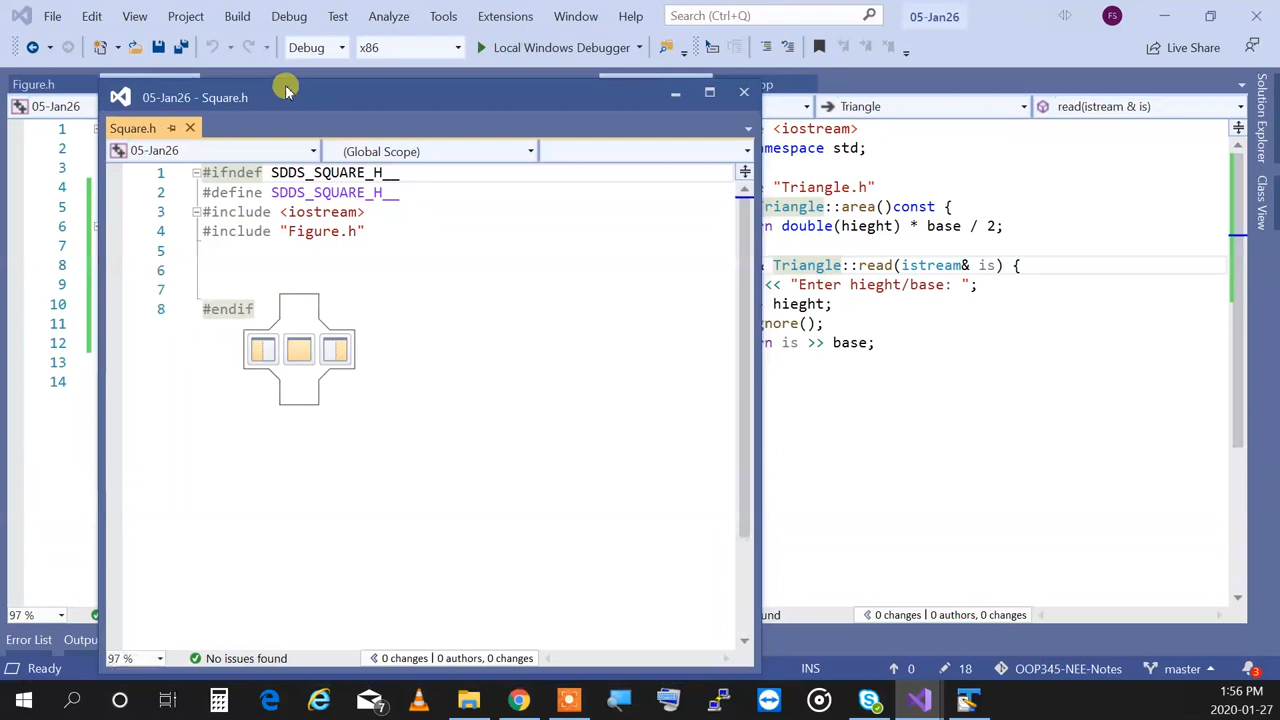 File Edit View Project Build Debug Test Analyze Tools Extensions Window Help Search (Ctrl+Q) 05-Jan26 FS
Debug x86 Local Windows Debugger Live Share
Figure.h
05-Jan26 Triangle read(istream & is)
05-Jan26 - Square.h
Square.h
05-Jan26 (Global Scope)
1 #ifndef SDDS_SQUARE_H__
2 #define SDDS_SQUARE_H__
3 #include <iostream>
4 #include "Figure.h"
5
6
7
8 #endif
97 % No issues found 0 changes | 0 authors, 0 changes
1
2
3
4
5
6
7
8
9
10
11
12
13
14
<iostream>
std;
"Triangle.h"
::area()const {
double(hieght) * base / 2;
Triangle::read(istream& is) {
<< "Enter hieght/base: ";
hieght;
is >> base;
97 % 0 changes | 0 authors, 0 changes
Solution Explorer
Class View
Error List
Ready INS 0 18 OOP345-NEE-Notes master 3
7
1:56 PM
2020-01-27